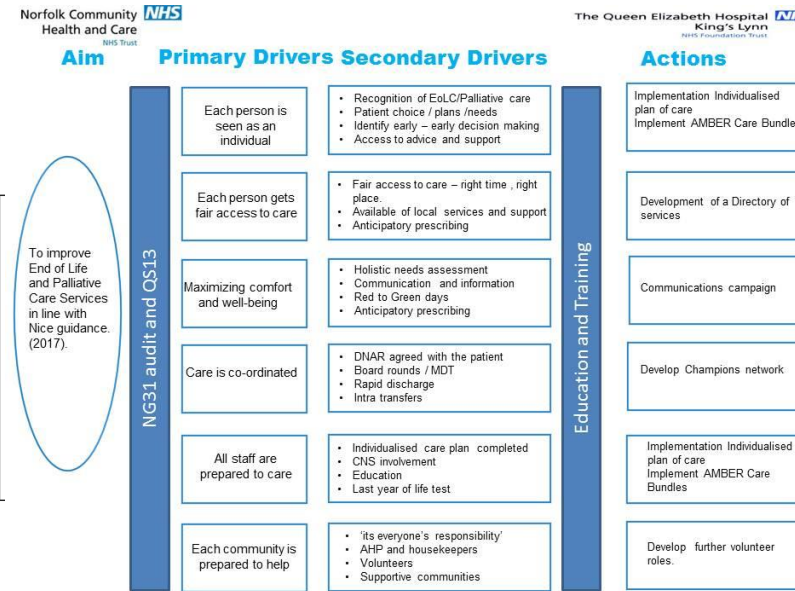 Norfolk Community NHS
Health and Care
NHS Trust
The Queen Elizabeth Hospital
King's Lynn
NHS Foundation Trust
Aim
Primary Drivers
Secondary Drivers
Actions
To improve
End of Life
and Palliative
Care Services
in line with
Nice guidance.
(2017).
NG31 audit and QS13
Each person is
seen as an
individual
• Recognition of EoLC/Palliative care
• Patient choice / plans /needs
• Identify early – early decision making
• Access to advice and support
Each person gets
fair access to care
• Fair access to care – right time , right
place.
• Available of local services and support
• Anticipatory prescribing
Maximizing comfort
and well-being
• Holistic needs assessment
• Communication and information
• Red to Green days
• Anticipatory prescribing
Care is co-ordinated
• DNAR agreed with the patient
• Board rounds / MDT
• Rapid discharge
• Intra transfers
All staff are
prepared to care
• Individualised care plan completed
• CNS involvement
• Education
• Last year of life test
Each community is
prepared to help
• 'its everyone's responsibility'
• AHP and housekeepers
• Volunteers
• Supportive communities
Education and Training
Implementation Individualised
plan of care
Implement AMBER Care Bundle
Development of a Directory of
services
Communications campaign
Develop Champions network
Implementation Individualised
plan of care
Implement AMBER Care
Bundles
Develop further volunteer
roles.